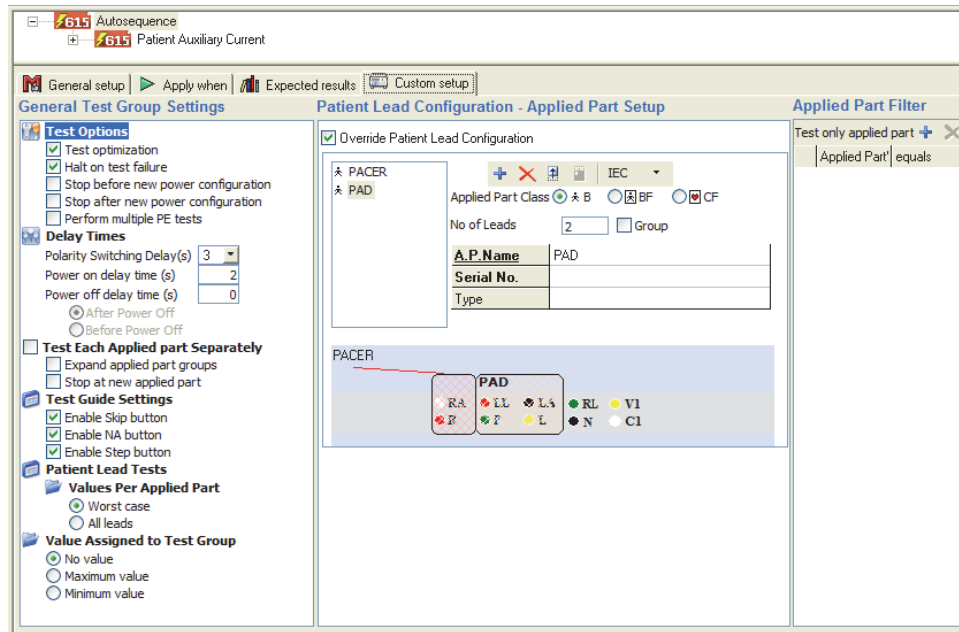 615 Autosequence
615 Patient Auxiliary Current
General setup Apply when Expected results Custom setup
General Test Group Settings
Test Options
Test optimization
Halt on test failure
Stop before new power configuration
Stop after new power configuration
Perform multiple PE tests
Delay Times
Polarity Switching Delay(s) 3
Power on delay time (s) 2
Power off delay time (s) 0
After Power Off
Before Power Off
Test Each Applied part Separately
Expand applied part groups
Stop at new applied part
Test Guide Settings
Enable Skip button
Enable NA button
Enable Step button
Patient Lead Tests
Values Per Applied Part
Worst case
All leads
Value Assigned to Test Group
No value
Maximum value
Minimum value
Patient Lead Configuration - Applied Part Setup
Override Patient Lead Configuration
PACER
PAD
IEC
Applied Part Class B BF CF
No of Leads 2 Group
A.P.Name PAD
Serial No.
Type
PACER
PAD
RA LL LA RL V1
R F L N C1
Applied Part Filter
Test only applied part
Applied Part' equals